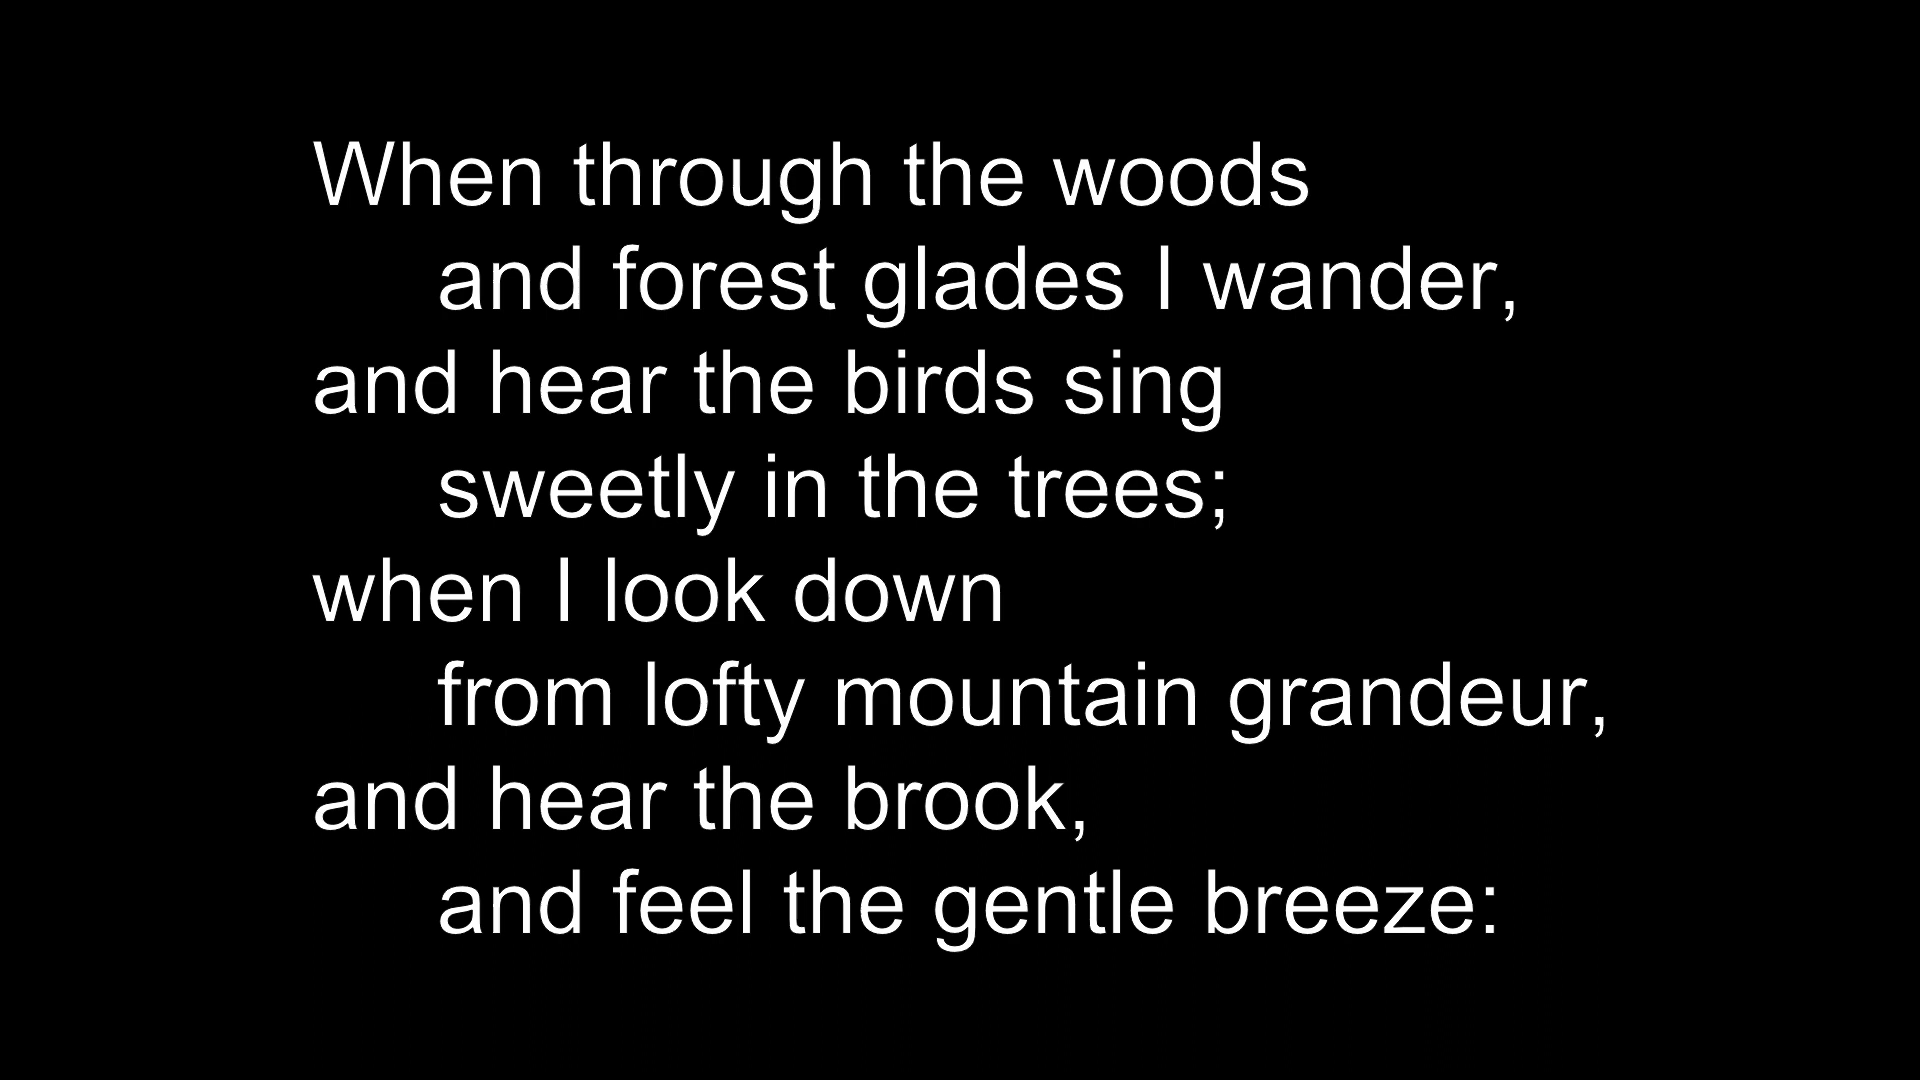 When through the woods
and forest glades I wander,
and hear the birds sing
sweetly in the trees;
when I look down
from lofty mountain grandeur,
and hear the brook,
and feel the gentle breeze: